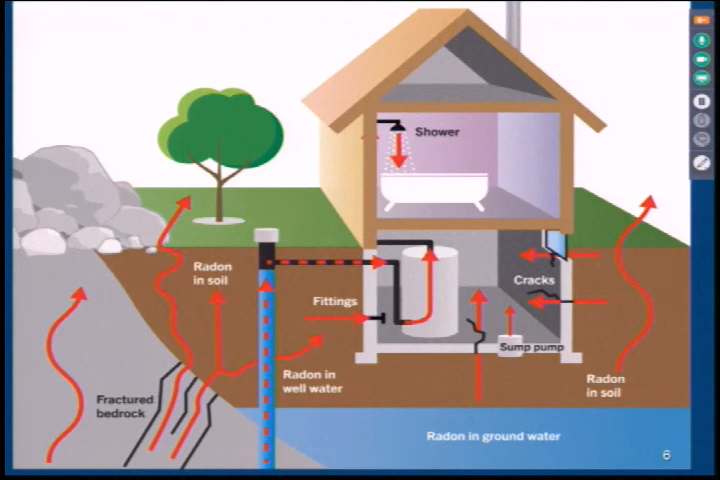 Shower
Radon
in soil
Cracks
Fittings
Sump pump
Radon in
well water
Radon
in soil
Fractured
bedrock
Radon in ground water
6